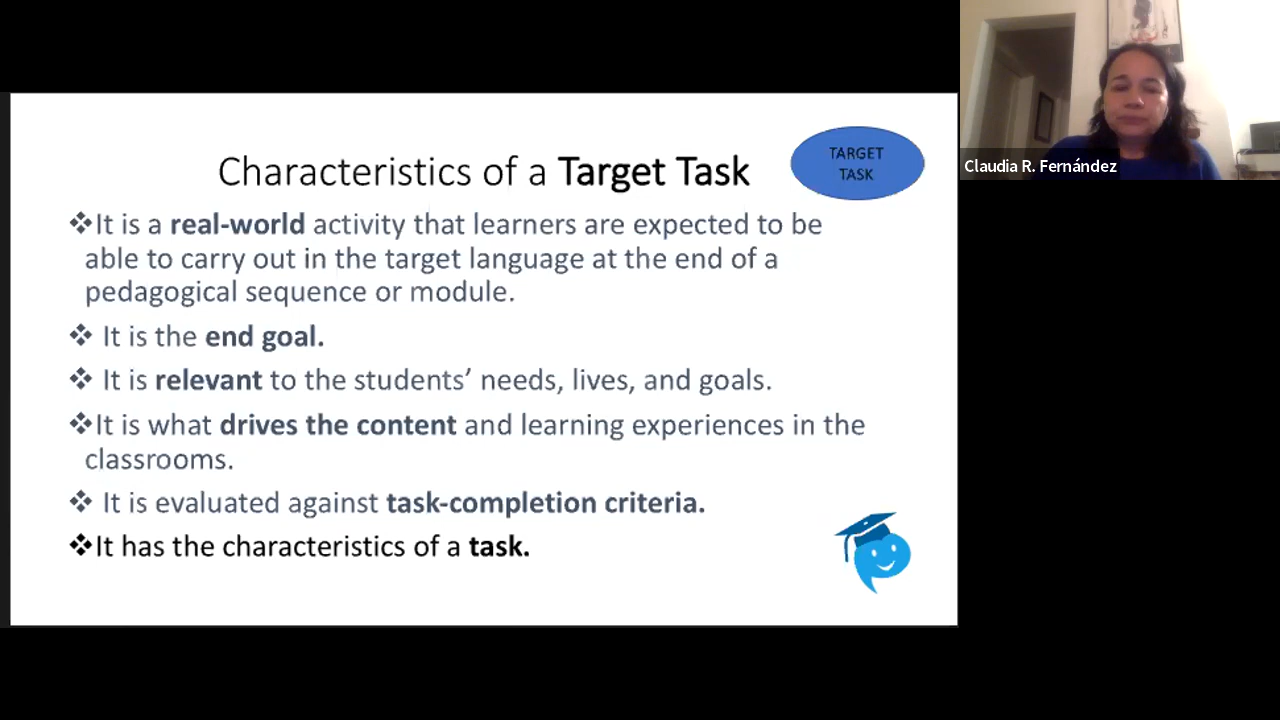 Characteristics of a Target Task
TARGET
TASK
❖It is a real-world activity that learners are expected to be
able to carry out in the target language at the end of a
pedagogical sequence or module.
❖ It is the end goal.
❖ It is relevant to the students’ needs, lives, and goals.
❖It is what drives the content and learning experiences in the
classrooms.
❖ It is evaluated against task-completion criteria.
❖It has the characteristics of a task.
Claudia R. Fernández